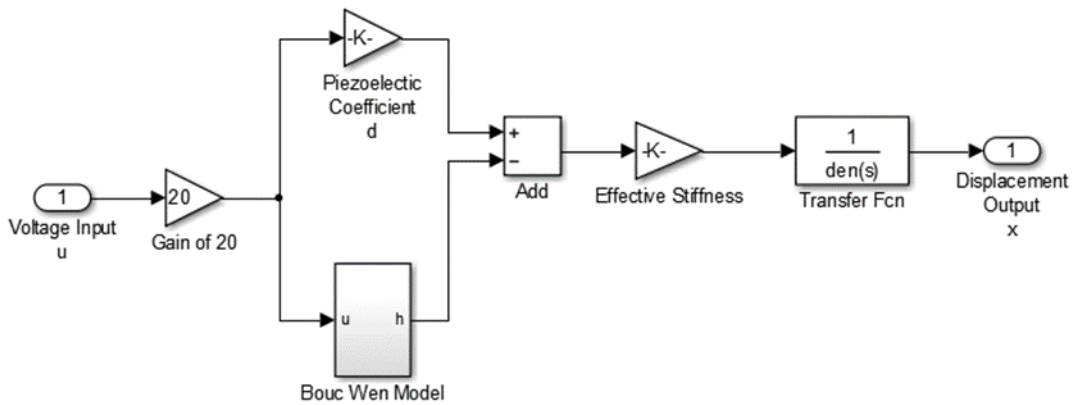 -K-
Piezoelectic
Coefficient
d
+
−
Add
-K-
Effective Stiffness
1
den(s)
Transfer Fcn
1
Displacement
Output
x
1
Voltage Input
u
20
Gain of 20
u h
Bouc Wen Model